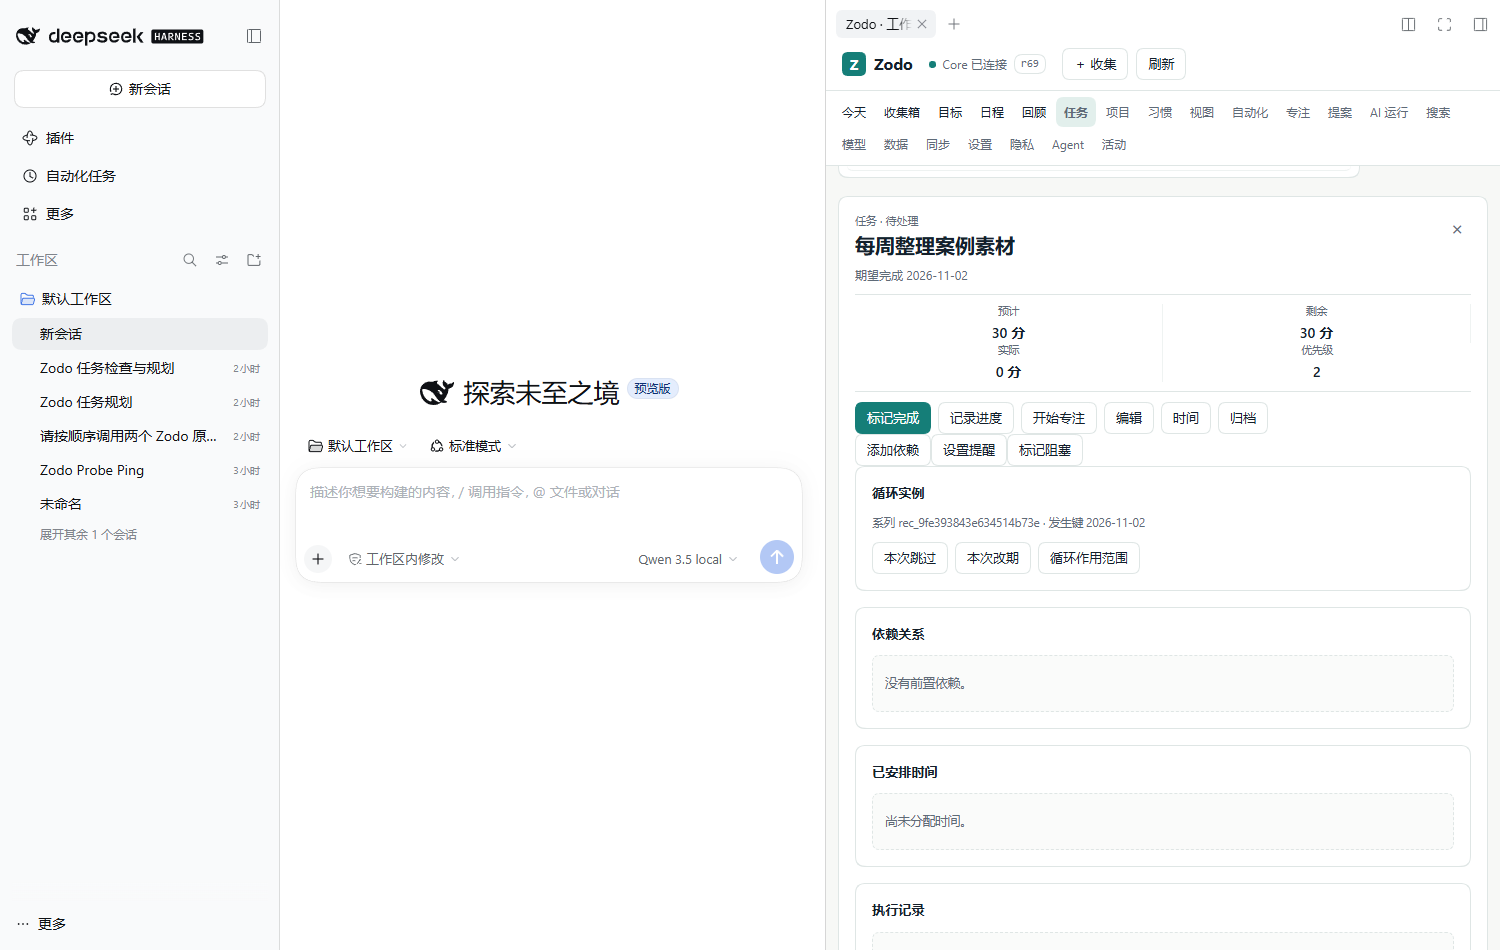 deepseek HARNESS
新会话
插件
自动化任务
更多
工作区
默认工作区
新会话
Zodo 任务检查与规划 2小时
Zodo 任务规划 2小时
请按顺序调用两个 Zodo 原... 2小时
Zodo Probe Ping 3小时
未命名 3小时
展开其余 1 个会话
更多
探索未至之境 预览版
默认工作区 标准模式
描述你想要构建的内容, / 调用指令, @ 文件或对话
工作区内修改 Qwen 3.5 local
Zodo · 工作
Z Zodo Core 已连接 r69 + 收集 刷新
今天 收集箱 目标 日程 回顾 任务 项目 习惯 视图 自动化 专注 提案 AI 运行 搜索
模型 数据 同步 设置 隐私 Agent 活动
任务 · 待处理
每周整理案例素材
期望完成 2026-11-02
预计 剩余
30 分 30 分
实际 优先级
0 分 2
标记完成 记录进度 开始专注 编辑 时间 归档
添加依赖 设置提醒 标记阻塞
循环实例
系列 rec_9fe393843e634514b73e · 发生键 2026-11-02
本次跳过 本次改期 循环作用范围
依赖关系
没有前置依赖。
已安排时间
尚未分配时间。
执行记录